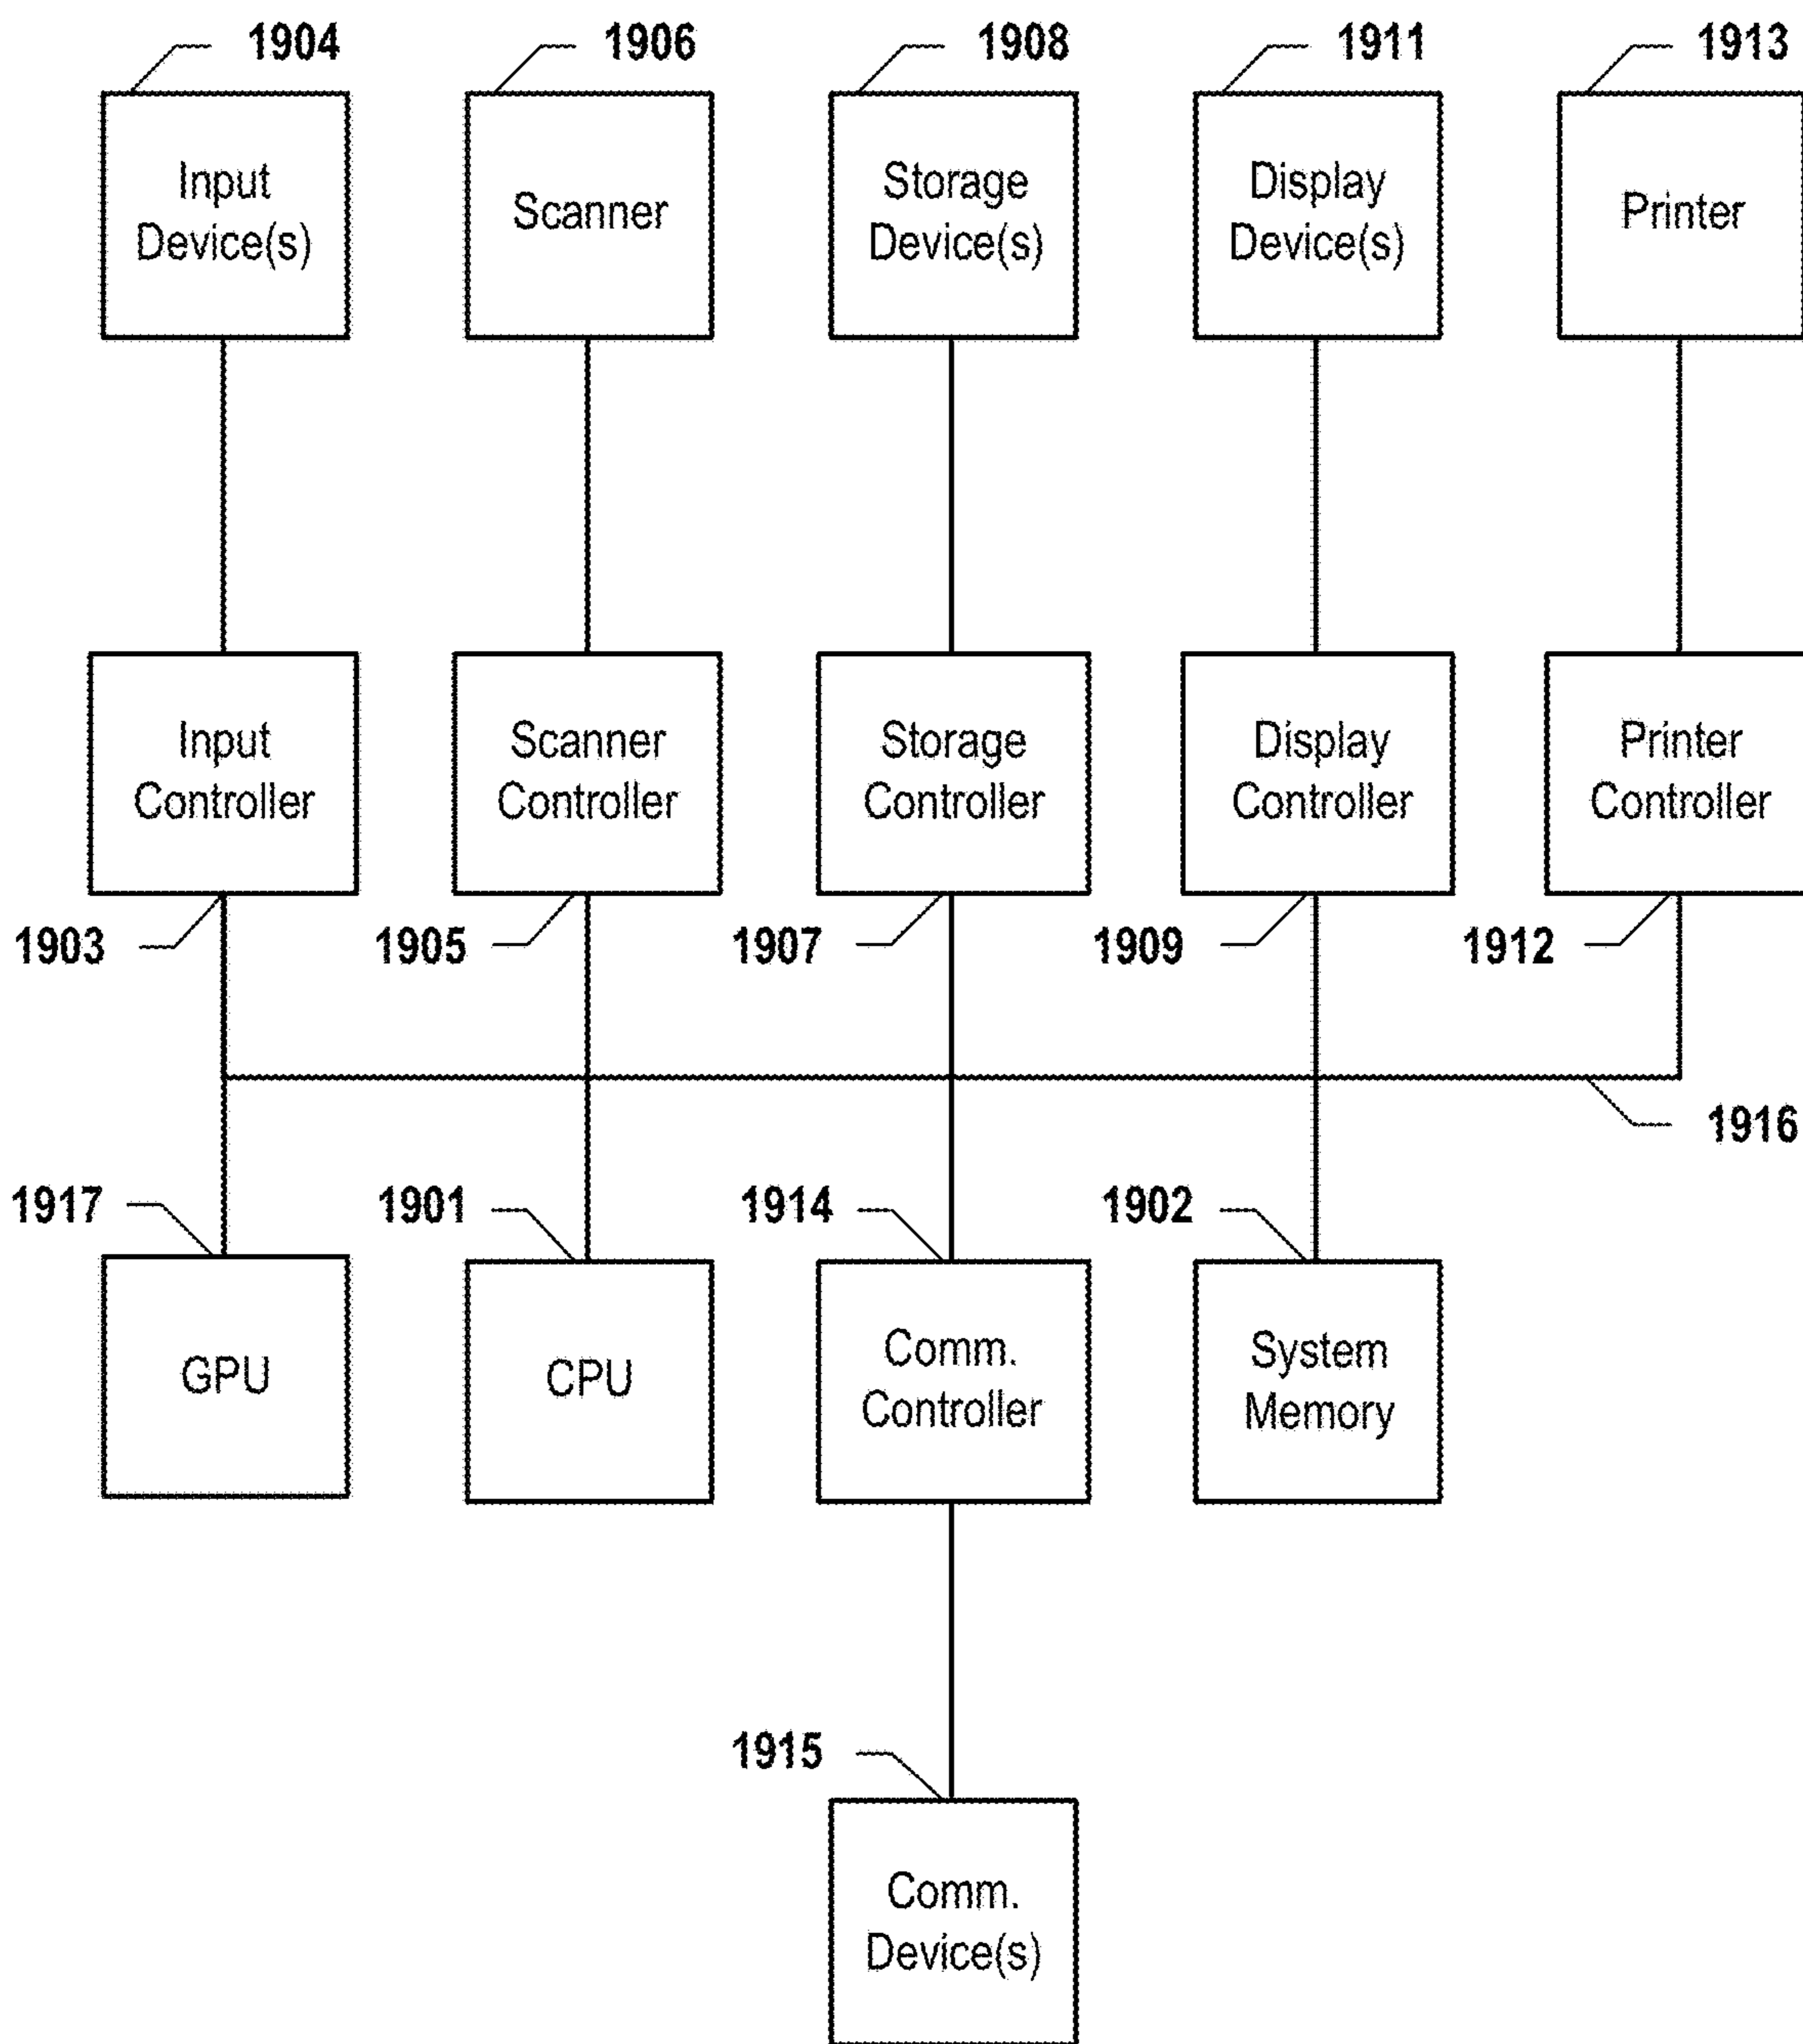 1904
1906
1908
1911
1913
Input
Device(s)
Scanner
Storage
Device(s)
Display
Device(s)
Printer
Input
Controller
Scanner
Controller
Storage
Controller
Display
Controller
Printer
Controller
1903
1905
1907
1909
1912
1916
1917
1901
1914
1902
GPU
CPU
Comm.
Controller
System
Memory
1915
Comm.
Device(s)